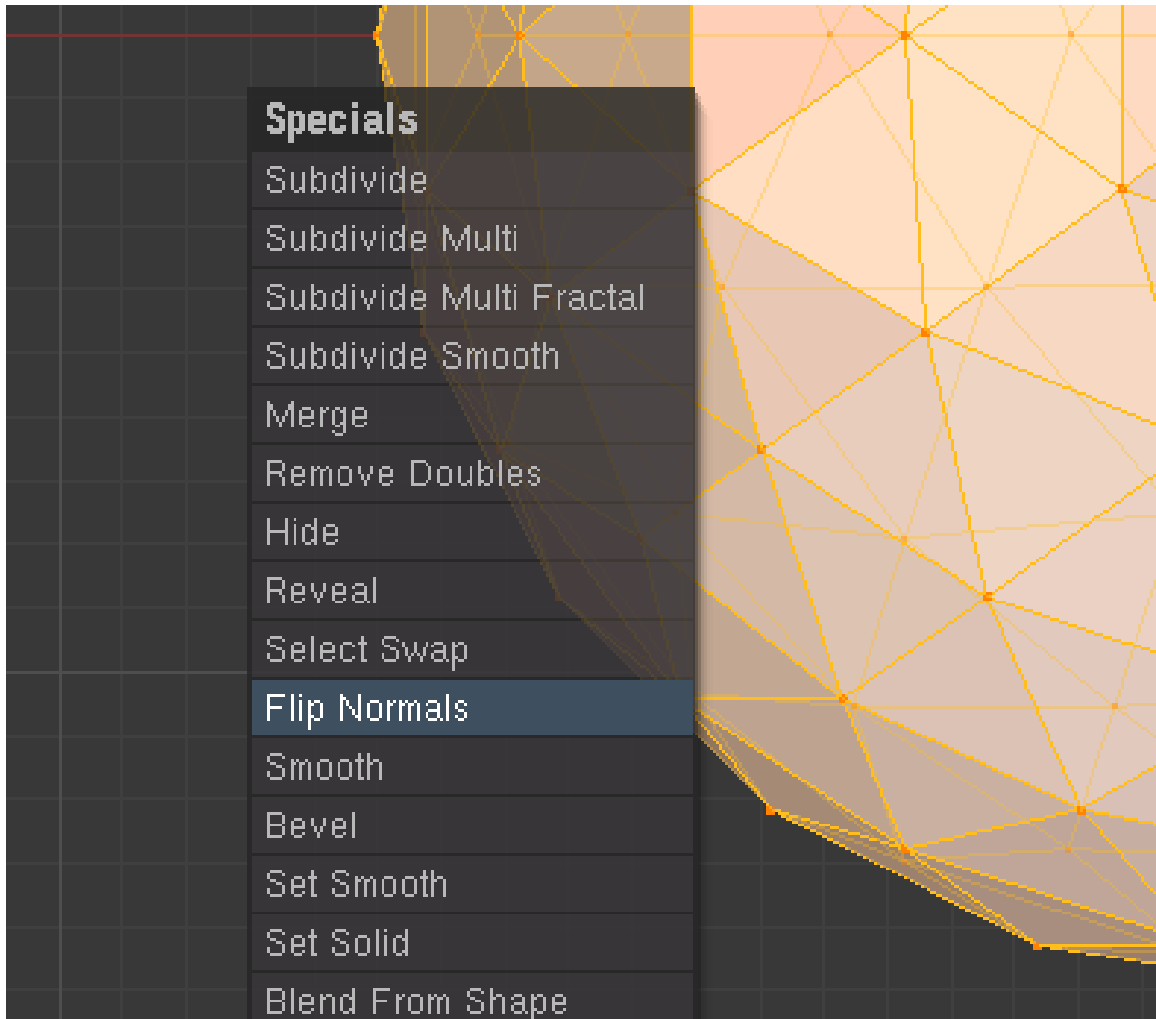 Specials
Subdivide
Subdivide Multi
Subdivide Multi Fractal
Subdivide Smooth
Merge
Remove Doubles
Hide
Reveal
Select Swap
Flip Normals
Smooth
Bevel
Set Smooth
Set Solid
Blend From Shape